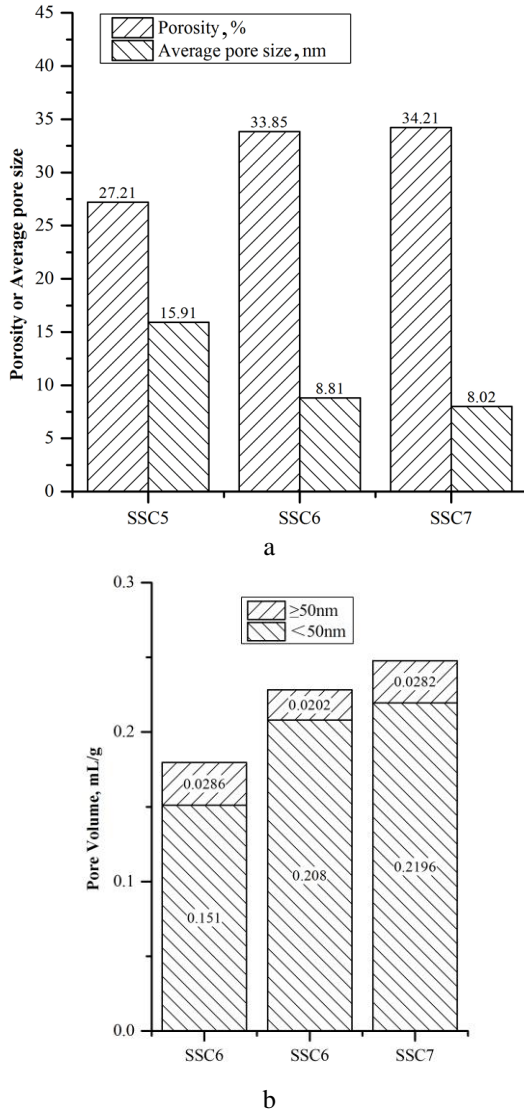 45
40
35
30
25
20
15
10
5
0
Porosity or Average pore size
Porosity, %
Average pore size, nm
27.21
15.91
33.85
8.81
34.21
8.02
SSC5 SSC6 SSC7
a
0.3
0.2
0.1
0.0
Pore Volume, mL/g
≥50nm
<50nm
0.0286
0.151
0.0202
0.208
0.0282
0.2196
SSC6 SSC6 SSC7
b